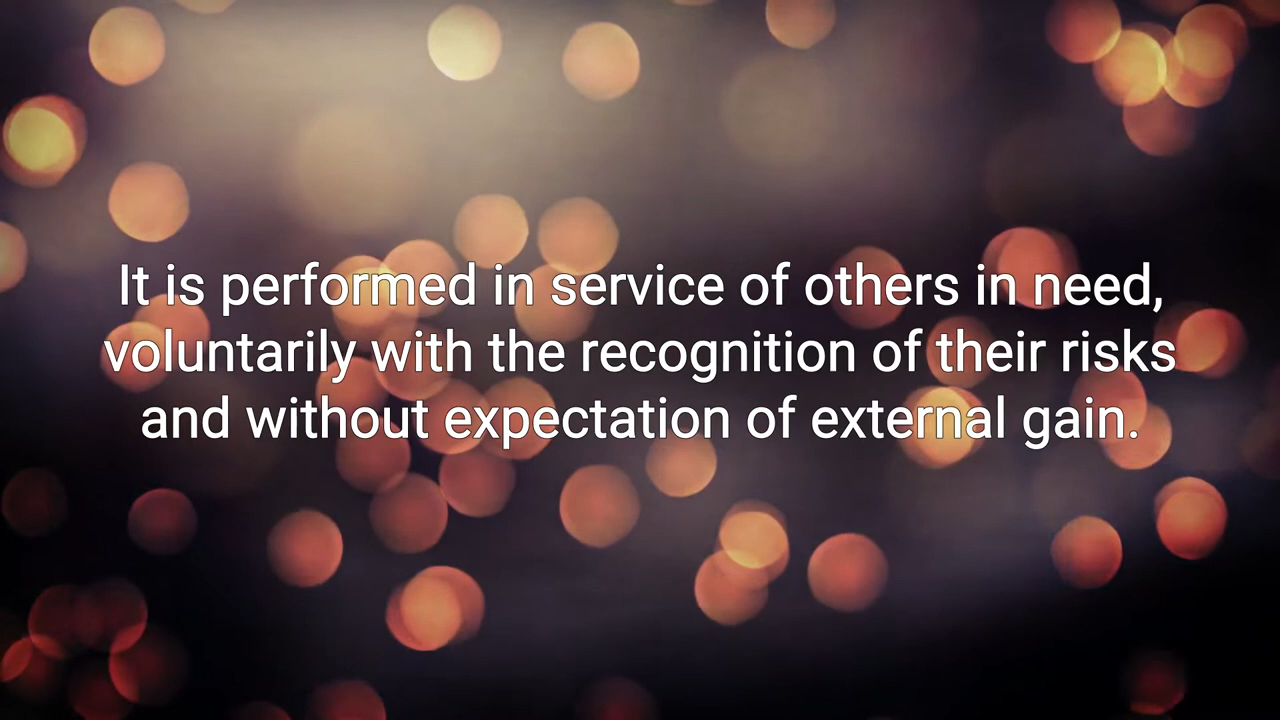 It is performed in service of others in need,
voluntarily with the recognition of their risks
and without expectation of external gain.